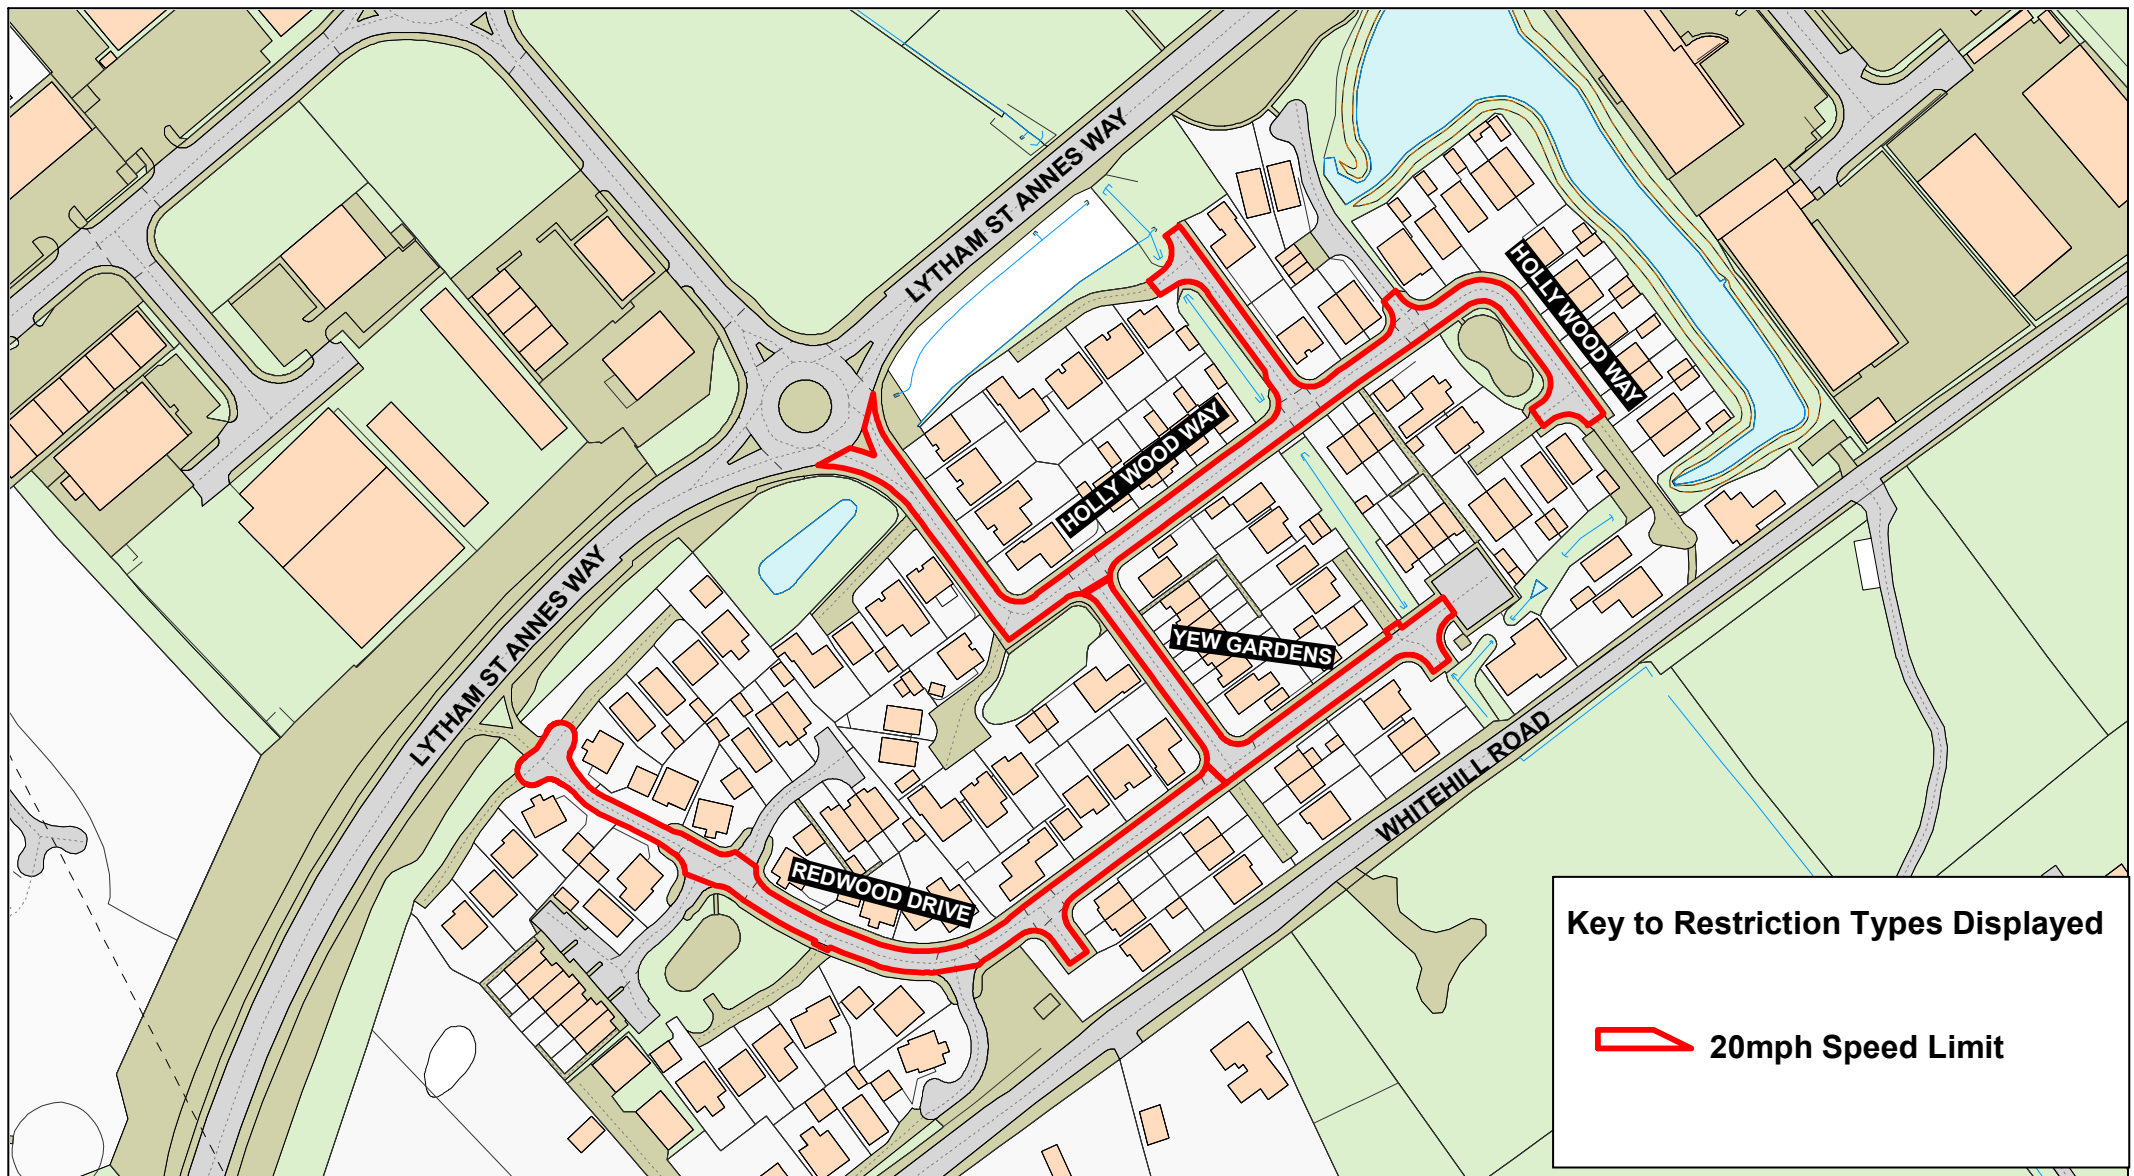 LYTHAM ST ANNES WAY
HOLLY WOOD WAY
HOLLY WOOD WAY
LYTHAM ST ANNES WAY
YEW GARDENS
WHITEHILL ROAD
REDWOOD DRIVE
Key to Restriction Types Displayed
20mph Speed Limit